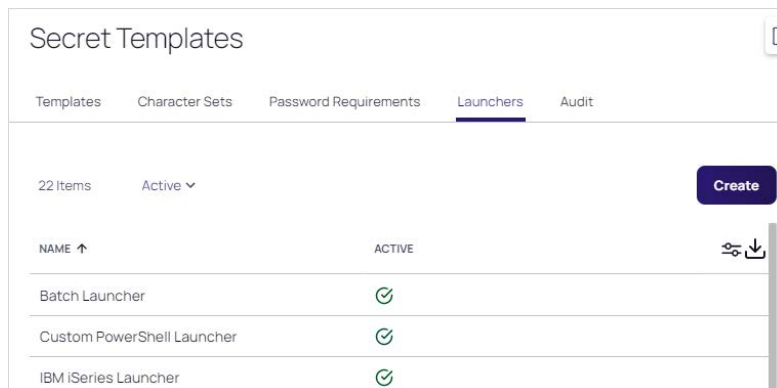 Secret Templates
Templates Character Sets Password Requirements Launchers Audit
22 Items Active Create
NAME ACTIVE
Batch Launcher
Custom PowerShell Launcher
IBM iSeries Launcher